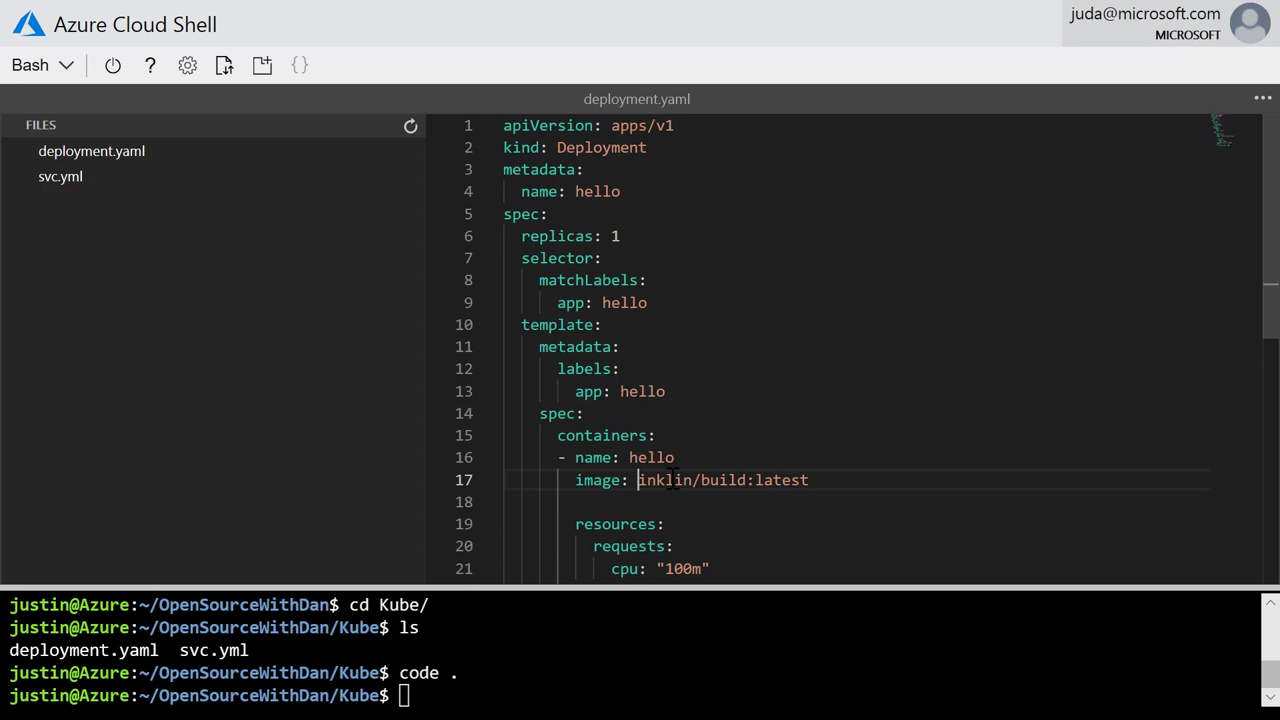 Azure Cloud Shell
juda@microsoft.com
MICROSOFT
Bash
?
{}
deployment.yaml
...
FILES
deployment.yaml
svc.yml
1 apiVersion: apps/v1
2 kind: Deployment
3 metadata:
4 name: hello
5 spec:
6 replicas: 1
7 selector:
8 matchLabels:
9 app: hello
10 template:
11 metadata:
12 labels:
13 app: hello
14 spec:
15 containers:
16 - name: hello
17 image: inklin/build:latest
18
19 resources:
20 requests:
21 cpu: "100m"
justin@Azure:~/OpenSourceWithDan$ cd Kube/
justin@Azure:~/OpenSourceWithDan/Kube$ ls
deployment.yaml svc.yml
justin@Azure:~/OpenSourceWithDan/Kube$ code .
justin@Azure:~/OpenSourceWithDan/Kube$